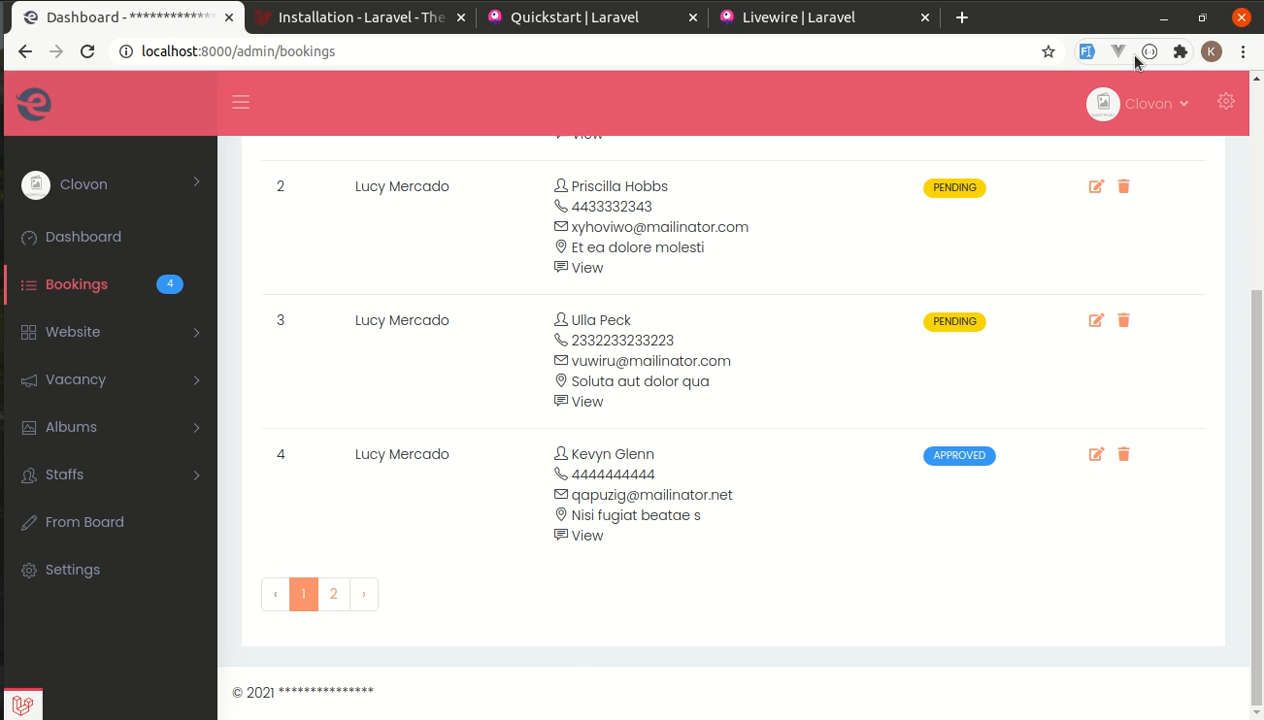 Dashboard - ***************
Installation - Laravel - The
Quickstart | Laravel
Livewire | Laravel
localhost:8000/admin/bookings
K
Clovon
Clovon
Dashboard
Bookings
4
Website
Vacancy
Albums
Staffs
From Board
Settings
View
2
Lucy Mercado
Priscilla Hobbs
4433332343
xyhoviwo@mailinator.com
Et ea dolore molesti
View
PENDING
3
Lucy Mercado
Ulla Peck
2332233233223
vuwiru@mailinator.com
Soluta aut dolor qua
View
PENDING
4
Lucy Mercado
Kevyn Glenn
4444444444
qapuzig@mailinator.net
Nisi fugiat beatae s
View
APPROVED
‹ 1 2 ›
© 2021 ***************